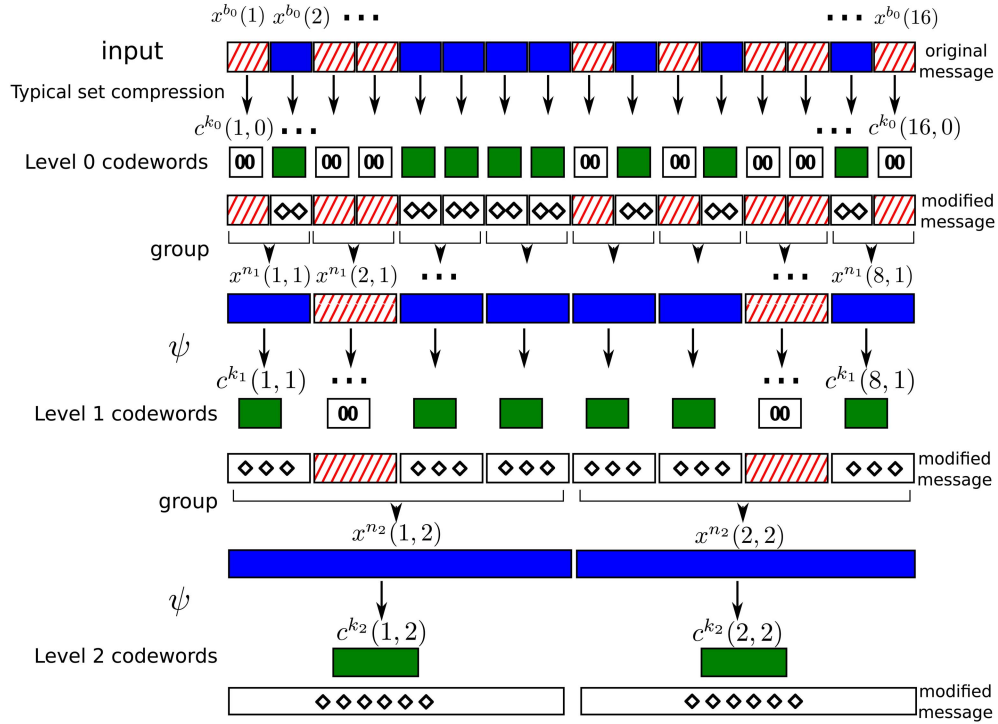 x^{b_0}(1) x^{b_0}(2) ... ... x^{b_0}(16)
input original message
Typical set compression
c^{k_0}(1, 0) ... ... c^{k_0}(16, 0)
Level 0 codewords 00 00 00 00 00 00 00 00
◇◇ ◇◇ ◇◇ ◇◇ ◇◇ ◇◇ ◇◇ ◇◇ modified message
group
x^{n_1}(1, 1) x^{n_1}(2, 1) ... ... x^{n_1}(8, 1)
ψ
c^{k_1}(1, 1) ... ... c^{k_1}(8, 1)
Level 1 codewords 00 00
◇◇◇ ◇◇◇ ◇◇◇ ◇◇◇ ◇◇◇ ◇◇◇ modified message
group
x^{n_2}(1, 2) x^{n_2}(2, 2)
ψ
c^{k_2}(1, 2) c^{k_2}(2, 2)
Level 2 codewords
◇◇◇◇◇◇ ◇◇◇◇◇◇ modified message